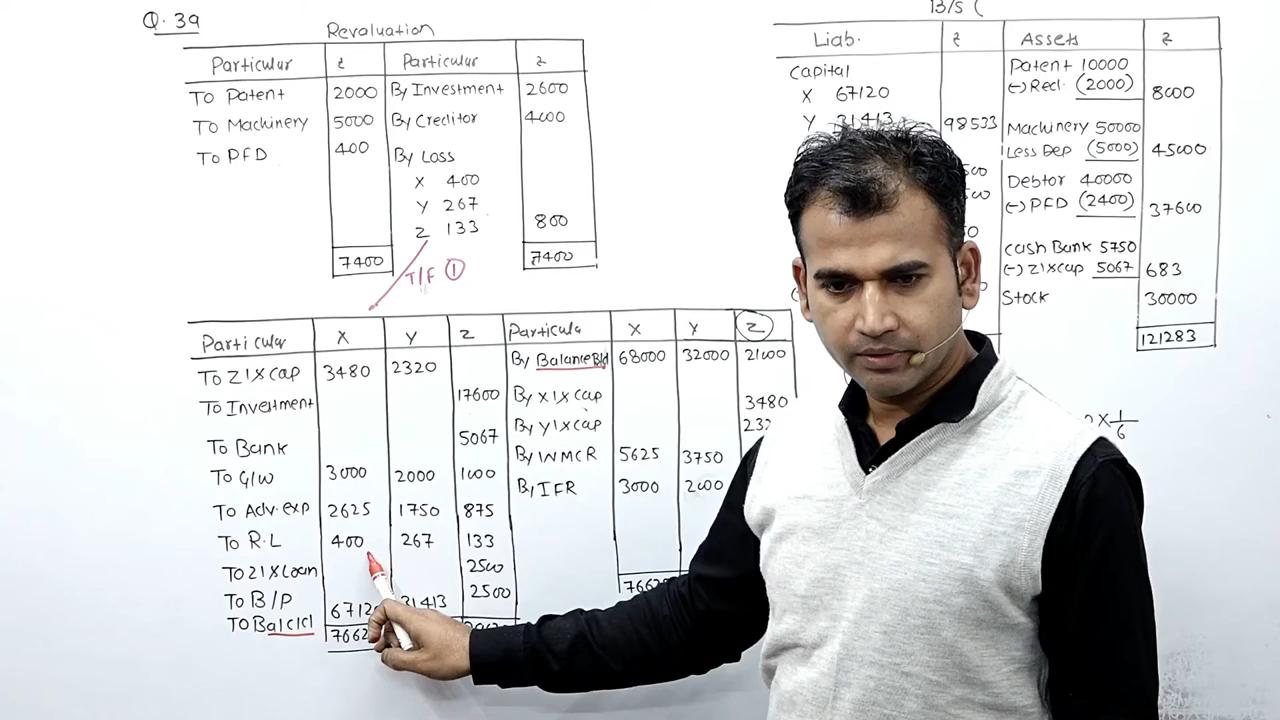 Q. 39
Revaluation
Particular ₹ Particular ₹
To Patent 2000 By Investment 2600
To Machinery 5000 By Creditor 4000
To PFD 400 By Loss
X 400
Y 267
Z 133 800
7400 7400
T/F ①
Particular X Y Z Particula X Y Z
To Z's cap 3480 2320 By Balance B/d 68000 32000 21000
To Investment 17600 By X's cap 3480
To Bank 5067 By Y's cap
To G/W 3000 2000 1000 By WMCR 5625 3750
To Adv. exp 2625 1750 875 By IFR 3000 2000
To R.L 400 267 133
To Z's Loan 2500
To B/P 2500
To Bal c/d 67120 31413
B/S (
Liab. ₹ Assets ₹
Capital Patent 10000
X 67120 (-) Recl. (2000) 8000
Y 31413 98533 Machinery 50000
Less Dep (5000) 45000
Debtor 40000
(-) PFD (2400) 37600
Cash Bank 5750
(-) Z's cap 5067 683
Stock 30000
121283
× 1/6